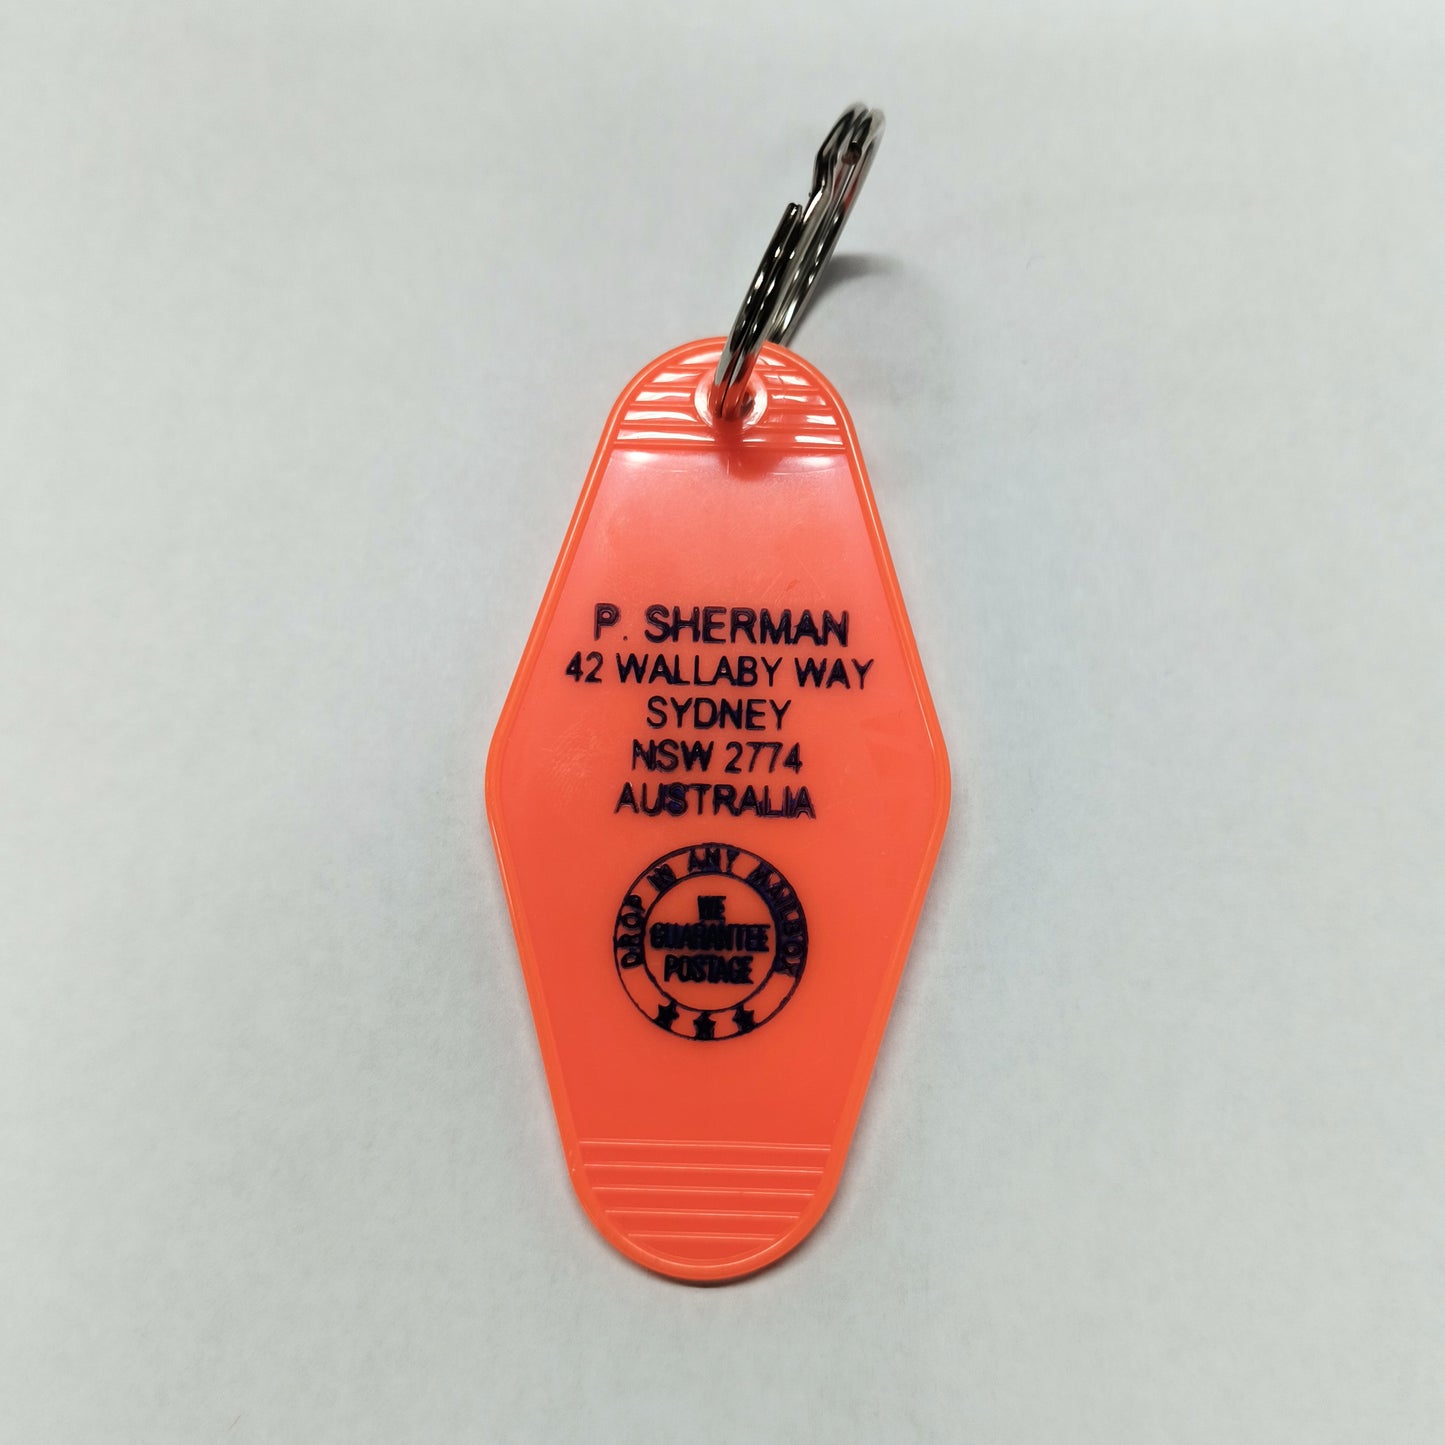 P. SHERMAN
42 WALLABY WAY
SYDNEY
NSW 2774
AUSTRALIA
DROP IN ANY MAILBOX
WE
GUARANTEE
POSTAGE